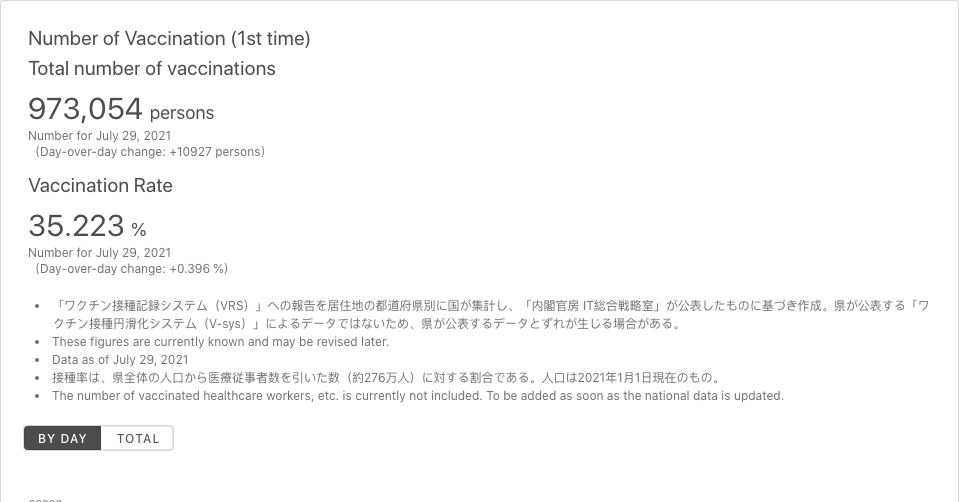 Number of Vaccination (1st time)
Total number of vaccinations
973,054 persons
Number for July 29, 2021
（Day-over-day change: +10927 persons)
Vaccination Rate
35.223 %
Number for July 29, 2021
（Day-over-day change: +0.396 %)
• 「ワクチン接種記録システム（VRS）」への報告を居住地の都道府県別に国が集計し、「内閣官房 IT総合戦略室」が公表したものに基づき作成。県が公表する「ワ
クチン接種円滑化システム（V-sys）」によるデータではないため、県が公表するデータとずれが生じる場合がある。
• These figures are currently known and may be revised later.
• Data as of July 29, 2021
• 接種率は、県全体の人口から医療従事者数を引いた数（約276万人）に対する割合である。人口は2021年1月1日現在のもの。
• The number of vaccinated healthcare workers, etc. is currently not included. To be added as soon as the national data is updated.
BY DAY TOTAL